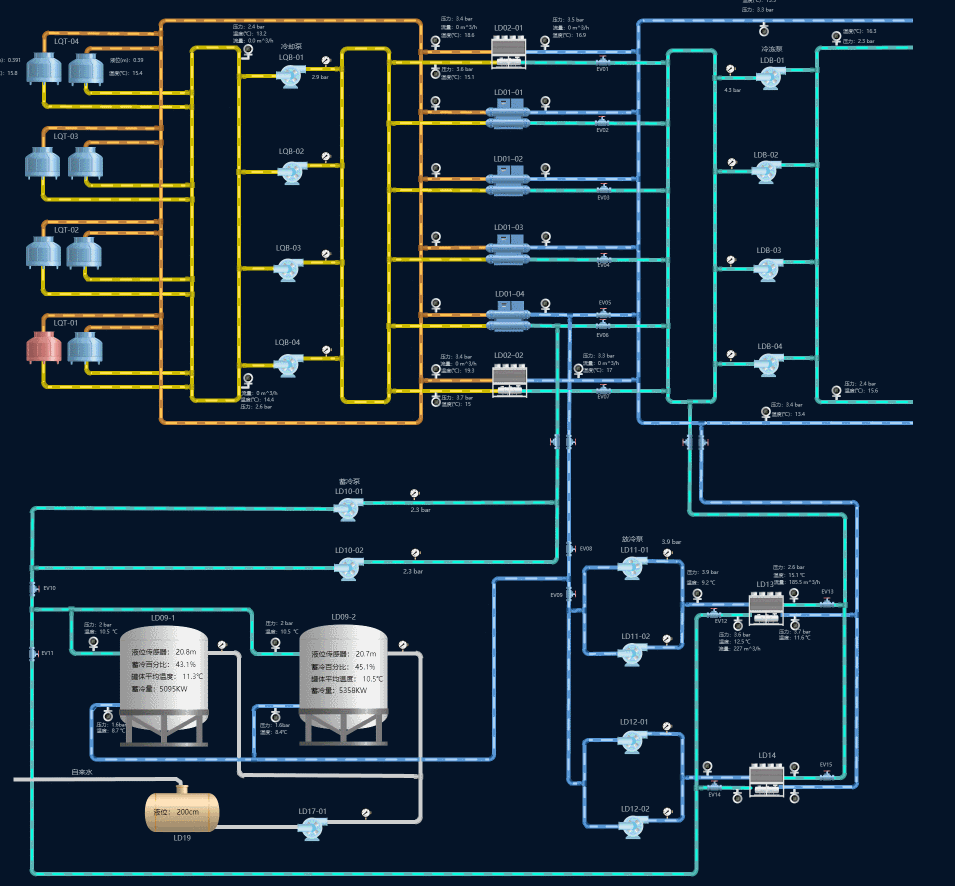 压力：3.3 bar
压力：2.4 bar
温度(℃)：13.2
流量：0.0 m^3/h
压力：3.4 bar
流量：0 m^3/h
温度(℃)：18.6
LD02-01
压力：3.5 bar
流量：0 m^3/h
温度(℃)：16.9
温度(℃)：16.3
压力：2.3 bar
LQT-04
0.391
液位(m)：0.39
15.8
温度(℃)：15.4
冷却泵
LQB-01
2.9 bar
压力：3.6 bar
温度(℃)：15.1
EV01
冷冻泵
LDB-01
4.3 bar
LD01-01
EV02
LQT-03
LQB-02
LD01-02
EV03
LDB-02
LQT-02
LQB-03
LD01-03
EV04
LDB-03
LQT-01
LQB-04
LD01-04
EV05
EV06
LDB-04
流量：0 m^3/h
温度(℃)：14.4
压力：2.6 bar
压力：3.4 bar
流量：0 m^3/h
温度(℃)：19.3
LD02-02
压力：3.3 bar
流量：0 m^3/h
温度(℃)：17
压力：3.7 bar
温度(℃)：15
EV07
压力：2.4 bar
温度(℃)：15.6
压力：3.4 bar
温度(℃)：13.4
蓄冷泵
LD10-01
2.3 bar
LD10-02
2.3 bar
EV08
EV09
EV10
EV11
放冷泵
LD11-01
3.9 bar
压力：3.9 bar
温度：9.2℃
压力：2.6 bar
温度：15.1 ℃
流量：185.5 m^3/h
LD13
EV13
EV12
压力：3.6 bar
温度：12.5℃
流量：227 m^3/h
温度：11.6℃
LD11-02
LD09-1
压力：2 bar
温度：10.5 ℃
液位传感器：20.8m
蓄冷百分比：43.1%
罐体平均温度：11.3℃
蓄冷量：5095KW
压力：1.6bar
温度：8.7 ℃
LD09-2
压力：2 bar
温度：10.5 ℃
液位传感器：20.7m
蓄冷百分比：45.1%
罐体平均温度：10.5℃
蓄冷量：5358KW
压力：1.6bar
温度：8.4℃
LD12-01
LD14
EV15
EV14
LD12-02
自来水
液位：200cm
LD19
LD17-01